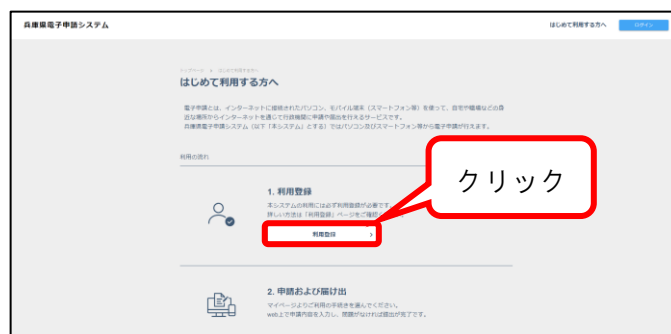 兵庫県電子申請システム
はじめて利用する方へ
ログイン
トップページ
はじめて利用する方へ
はじめて利用する方へ
電子申請とは、インターネットに接続されたパソコン、モバイル端末（スマートフォン等）を使って、自宅や職場などの身
近な場所からインターネットを通じて行政機関に申請や届出を行えるサービスです。
兵庫県電子申請システム（以下「本システム」とする）ではパソコン及びスマートフォン等から電子申請が行えます。
利用の流れ
1. 利用登録
本システムの利用には必ず利用登録が必要です。
詳しい方法は「利用登録」ページをご確認
利用登録
クリック
2. 申請および届け出
マイページよりご利用の手続きを選んでください。
web上で申請内容を入力し、問題がなければ提出が完了です。